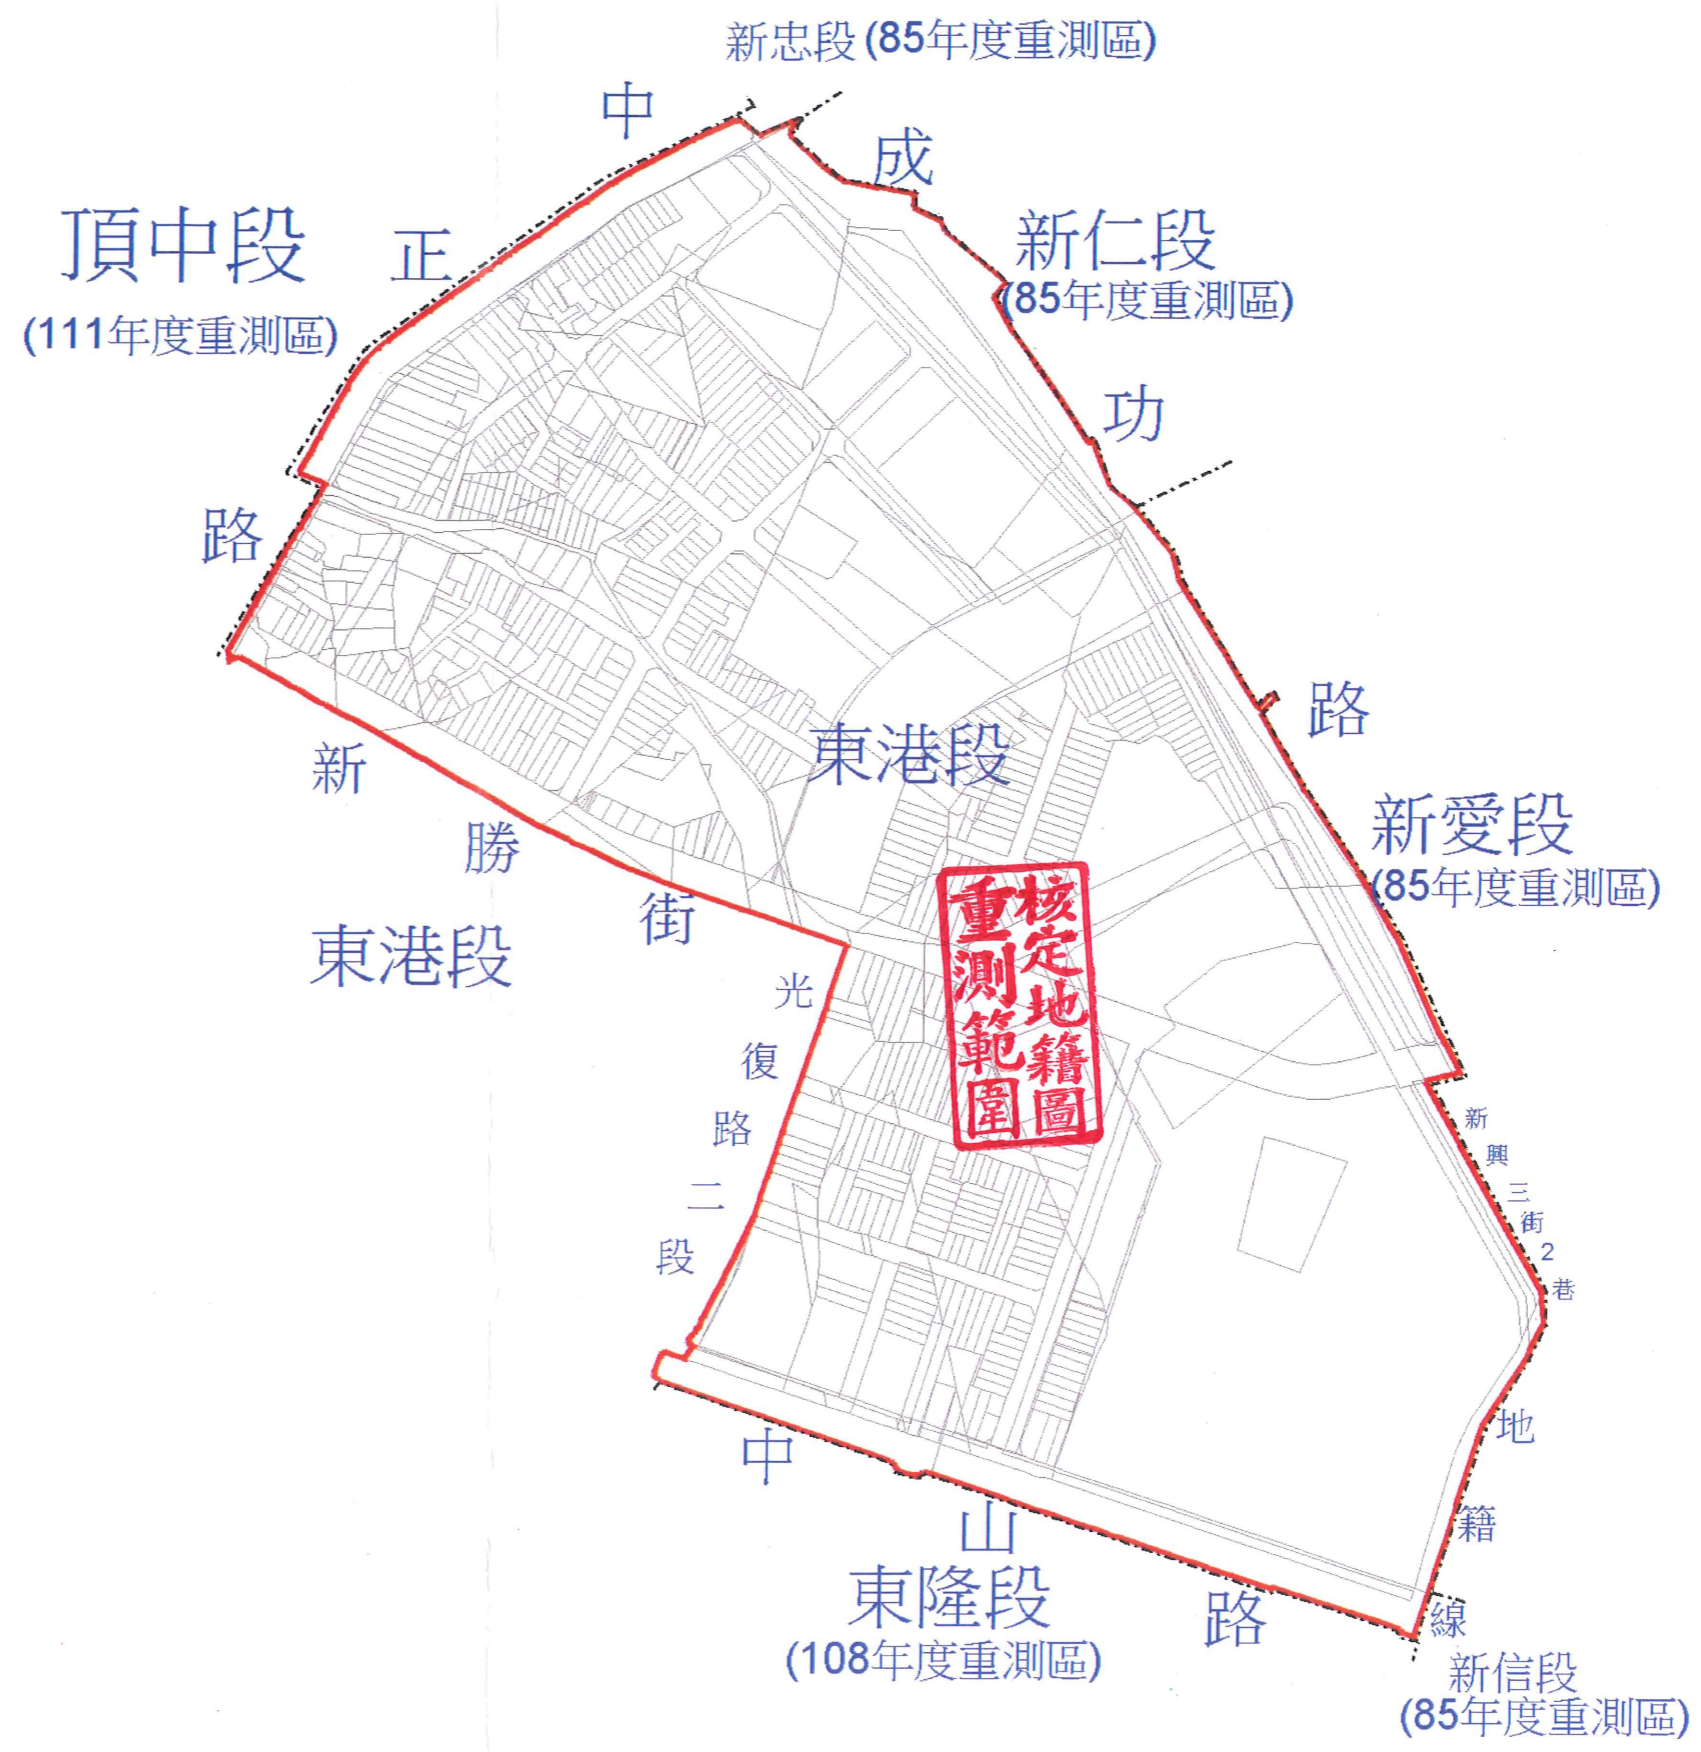 新忠段(85年度重測區)
頂中段
(111年度重測區)
中正路
成功路
新仁段
(85年度重測區)
新愛段
(85年度重測區)
東港段
新勝街
東港段
光復路二段
核定地籍圖
重測範圍
新興三街2巷
地籍線
中山路
東隆段
(108年度重測區)
新信段
(85年度重測區)